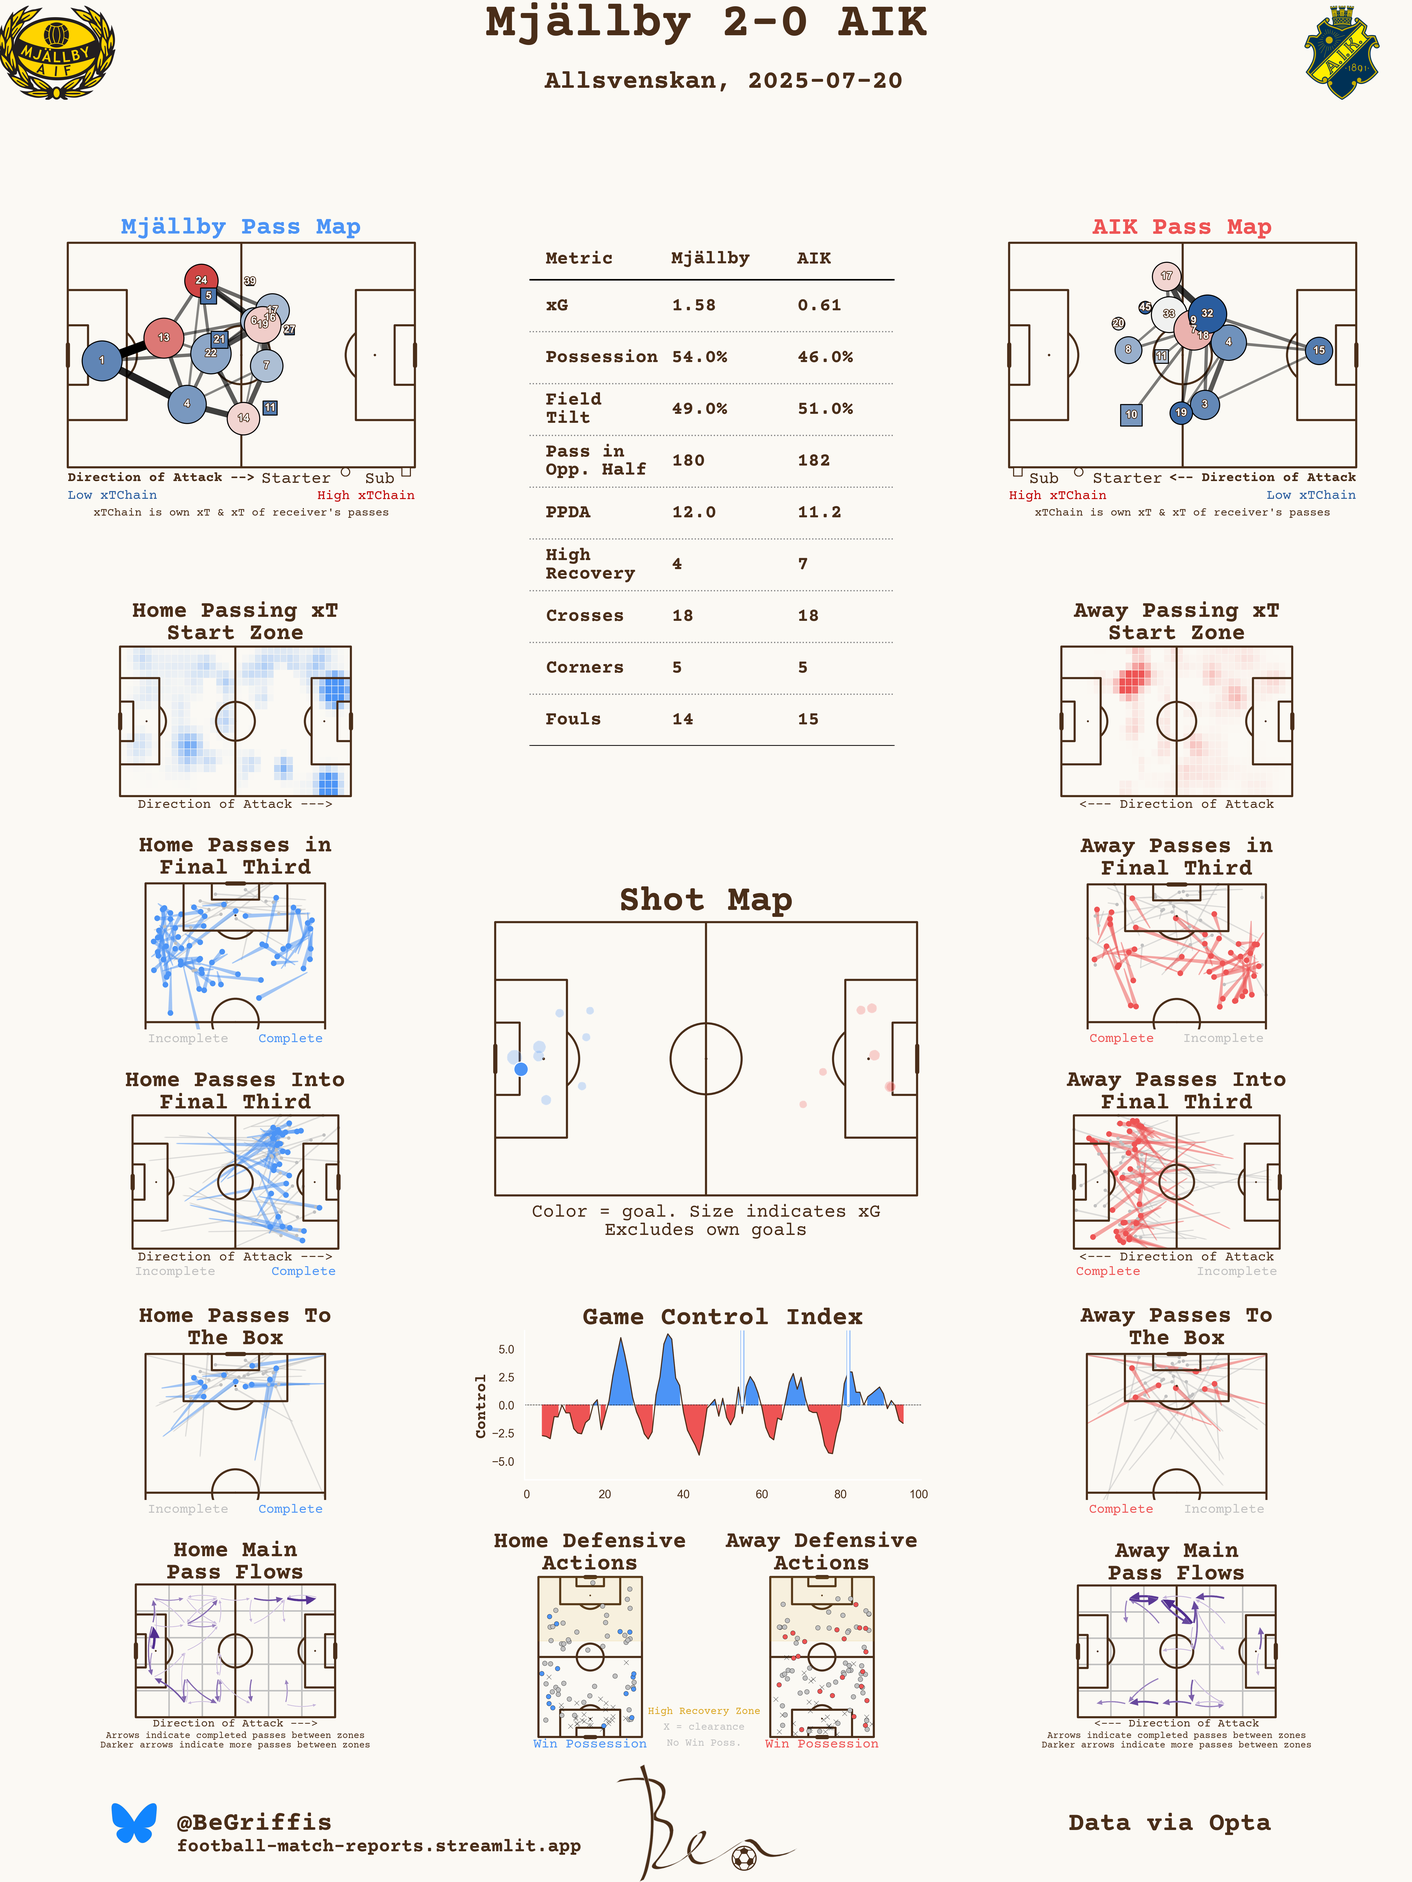 Mjällby 2-0 AIK
Allsvenskan, 2025-07-20
MJÄLLBY
AIF
A.I.K.
1891
Mjällby Pass Map
24
5
39
17
16
6
19
27
13
21
22
1
7
4
14
11
Direction of Attack --> Starter Sub
Low xTChain High xTChain
xTChain is own xT & xT of receiver's passes
Metric Mjällby AIK
xG 1.58 0.61
Possession 54.0% 46.0%
Field
Tilt 49.0% 51.0%
Pass in
Opp. Half 180 182
PPDA 12.0 11.2
High
Recovery 4 7
Crosses 18 18
Corners 5 5
Fouls 14 15
AIK Pass Map
17
45
33
32
20
9
7
18
4
8
11
15
10
19
3
Sub Starter <-- Direction of Attack
High xTChain Low xTChain
xTChain is own xT & xT of receiver's passes
Home Passing xT
Start Zone
Direction of Attack --->
Away Passing xT
Start Zone
<--- Direction of Attack
Home Passes in
Final Third
Incomplete Complete
Away Passes in
Final Third
Complete Incomplete
Shot Map
Color = goal. Size indicates xG
Excludes own goals
Home Passes Into
Final Third
Direction of Attack --->
Incomplete Complete
Away Passes Into
Final Third
<--- Direction of Attack
Complete Incomplete
Home Passes To
The Box
Incomplete Complete
Game Control Index
Control
5.0
2.5
0.0
−2.5
−5.0
0 20 40 60 80 100
Away Passes To
The Box
Complete Incomplete
Home Main
Pass Flows
Direction of Attack --->
Arrows indicate completed passes between zones
Darker arrows indicate more passes between zones
Home Defensive
Actions
Win Possession
Away Defensive
Actions
Win Possession
High Recovery Zone
X = clearance
No Win Poss.
Away Main
Pass Flows
<--- Direction of Attack
Arrows indicate completed passes between zones
Darker arrows indicate more passes between zones
@BeGriffis
football-match-reports.streamlit.app
Ben
Data via Opta